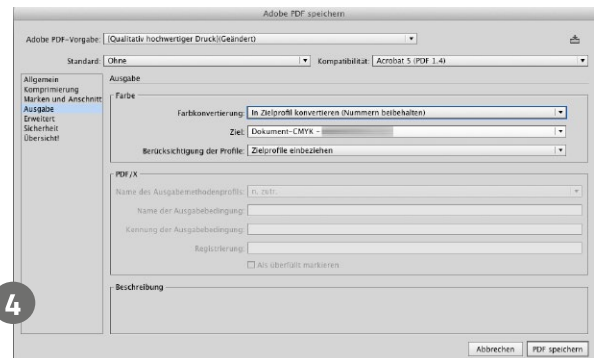 Adobe PDF speichern
Adobe PDF-Vorgabe: [Qualitativ hochwertiger Druck](Geändert)
Standard: Ohne Kompatibilität: Acrobat 5 (PDF 1.4)
Allgemein
Komprimierung
Marken und Anschnitt
Ausgabe
Erweitert
Sicherheit
Übersicht
Ausgabe
Farbe
Farbkonvertierung: In Zielprofil konvertieren (Nummern beibehalten)
Ziel: Dokument-CMYK -
Berücksichtigung der Profile: Zielprofile einbeziehen
PDF/X
Name des Ausgabemethodenprofils: n. zutr.
Name der Ausgabebedingung:
Kennung der Ausgabebedingung:
Registrierung:
Als überfüllt markieren
Beschreibung
4
Abbrechen PDF speichern